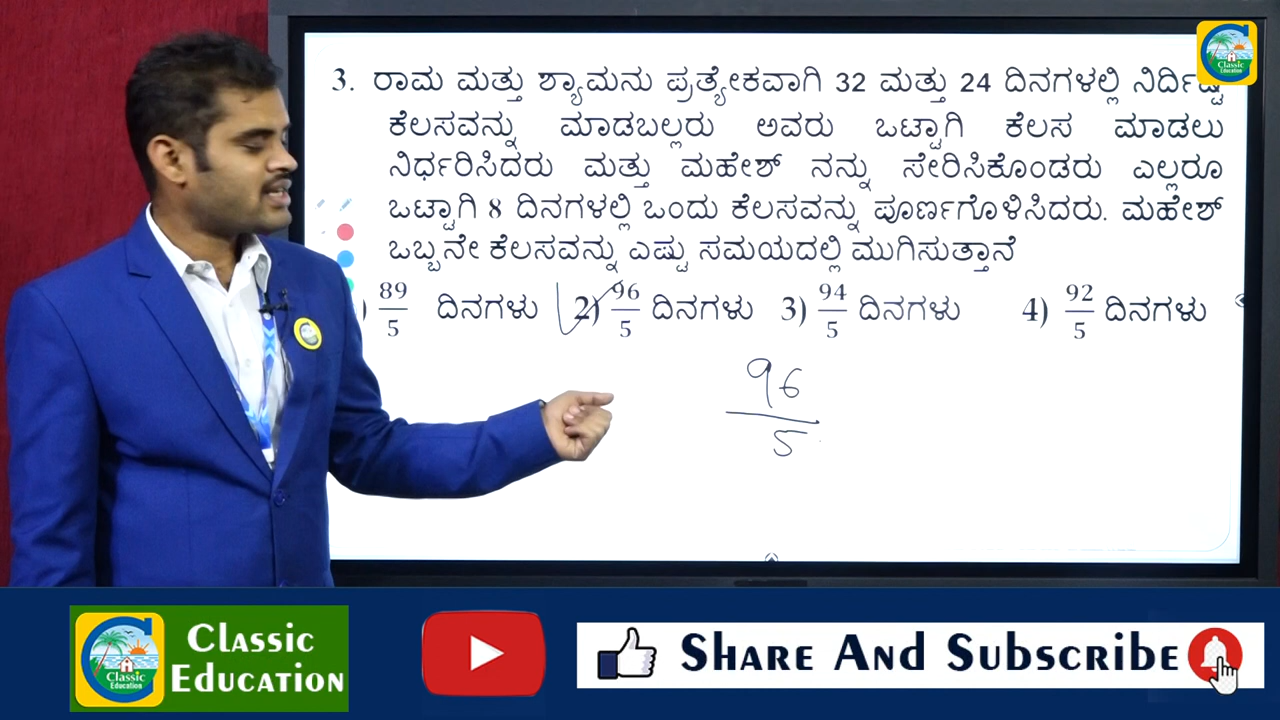 3. ರಾಮ ಮತ್ತು ಶ್ಯಾಮನು ಪ್ರತ್ಯೇಕವಾಗಿ 32 ಮತ್ತು 24 ದಿನಗಳಲ್ಲಿ ನಿರ್ದಿಷ್ಟ
ಕೆಲಸವನ್ನು ಮಾಡಬಲ್ಲರು ಅವರು ಒಟ್ಟಾಗಿ ಕೆಲಸ ಮಾಡಲು
ನಿರ್ಧರಿಸಿದರು ಮತ್ತು ಮಹೇಶ್ ನನ್ನು ಸೇರಿಸಿಕೊಂಡರು ಎಲ್ಲರೂ
ಒಟ್ಟಾಗಿ 8 ದಿನಗಳಲ್ಲಿ ಒಂದು ಕೆಲಸವನ್ನು ಪೂರ್ಣಗೊಳಿಸಿದರು. ಮಹೇಶ್
ಒಬ್ಬನೇ ಕೆಲಸವನ್ನು ಎಷ್ಟು ಸಮಯದಲ್ಲಿ ಮುಗಿಸುತ್ತಾನೆ
) 89/5 ದಿನಗಳು 2) 96/5 ದಿನಗಳು 3) 94/5 ದಿನಗಳು 4) 92/5 ದಿನಗಳು
96
5
Classic
Education
Classic
Education
Classic
Education
Share And Subscribe